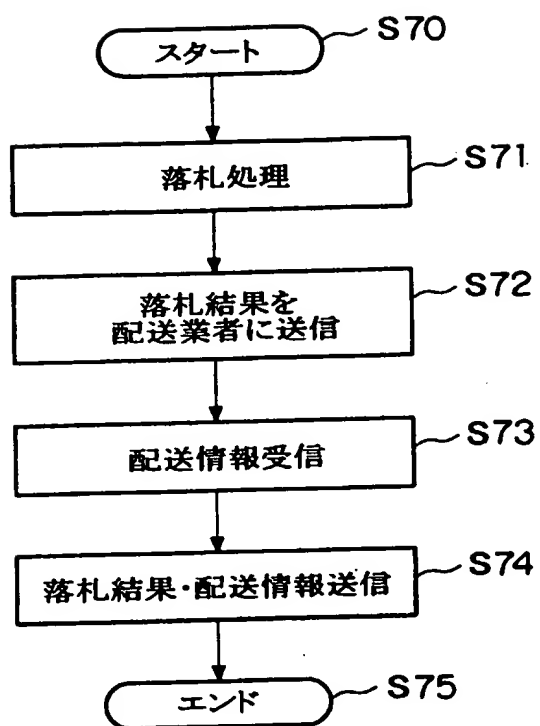 スタート
S70
落札処理
S71
落札結果を
配送業者に送信
S72
配送情報受信
S73
落札結果・配送情報送信
S74
エンド
S75